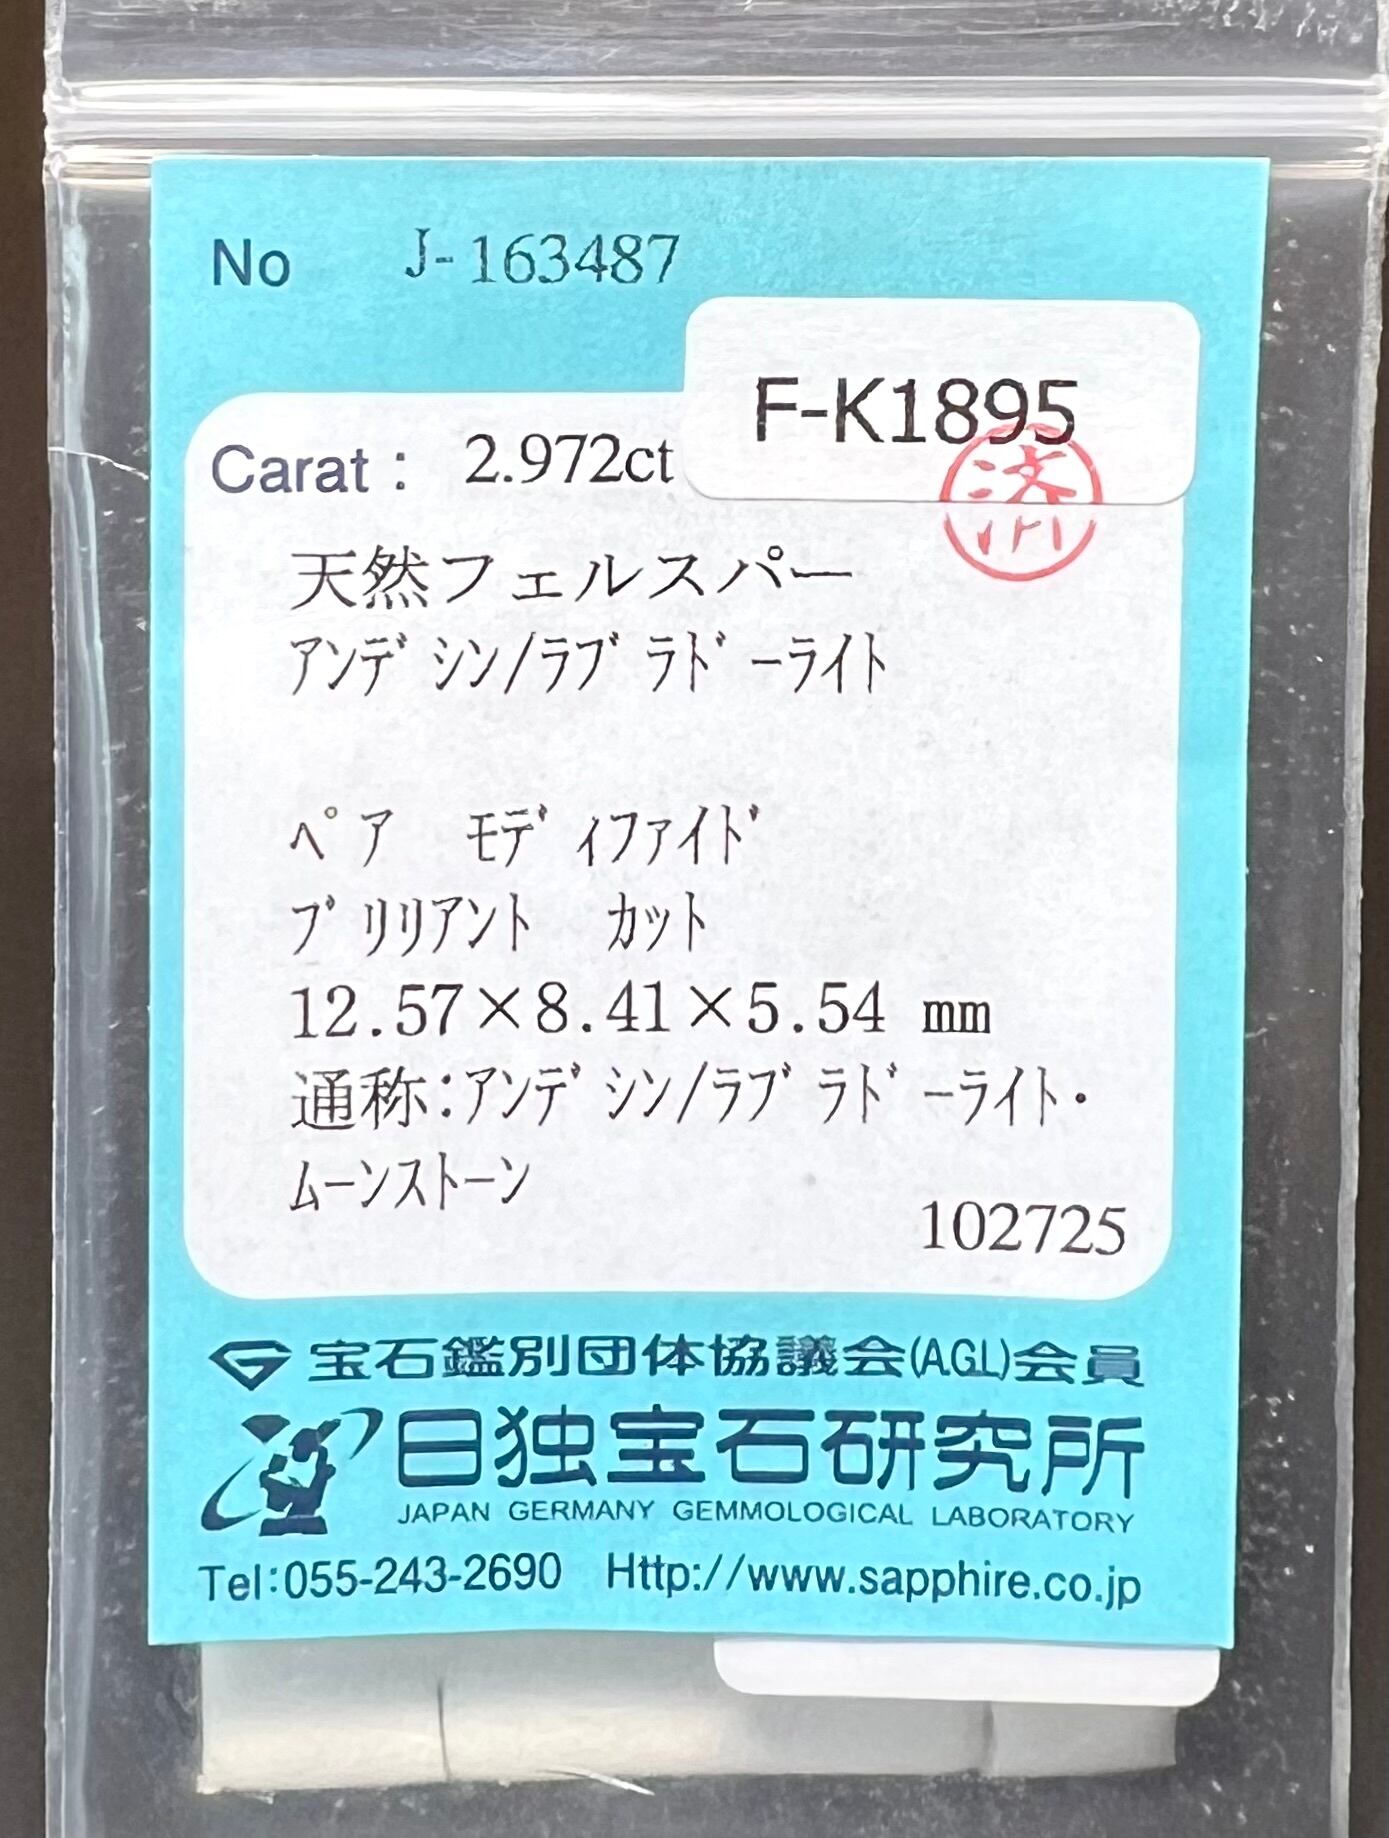 No J-163487
F-K1895
済
Carat : 2.972ct
天然フェルスパー
ｱﾝﾃﾞｼﾝ/ﾗﾌﾞﾗﾄﾞｰﾗｲﾄ
ﾍﾟｱ ﾓﾃﾞｨﾌｧｲﾄﾞ
ﾌﾞﾘﾘｱﾝﾄ ｶｯﾄ
12.57×8.41×5.54 mm
通称:ｱﾝﾃﾞｼﾝ/ﾗﾌﾞﾗﾄﾞｰﾗｲﾄ・
ﾑｰﾝｽﾄｰﾝ
102725
宝石鑑別団体協議会(AGL)会員
日独宝石研究所
JAPAN GERMANY GEMMOLOGICAL LABORATORY
Tel:055-243-2690 Http://www.sapphire.co.jp